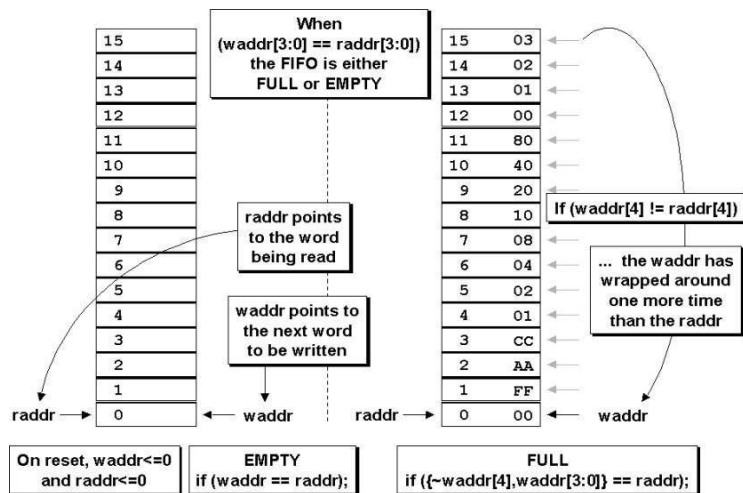 When
(waddr[3:0] == raddr[3:0])
the FIFO is either
FULL or EMPTY
15
14
13
12
11
10
9
8
7
6
5
4
3
2
1
0
raddr points
to the word
being read
waddr points to
the next word
to be written
raddr
waddr
15 03
14 02
13 01
12 00
11 80
10 40
9 20
8 10
7 08
6 04
5 02
4 01
3 CC
2 AA
1 FF
0 00
If (waddr[4] != raddr[4])
... the waddr has
wrapped around
one more time
than the raddr
raddr
waddr
On reset, waddr<=0
and raddr<=0
EMPTY
if (waddr == raddr);
FULL
if ({~waddr[4],waddr[3:0]} == raddr);